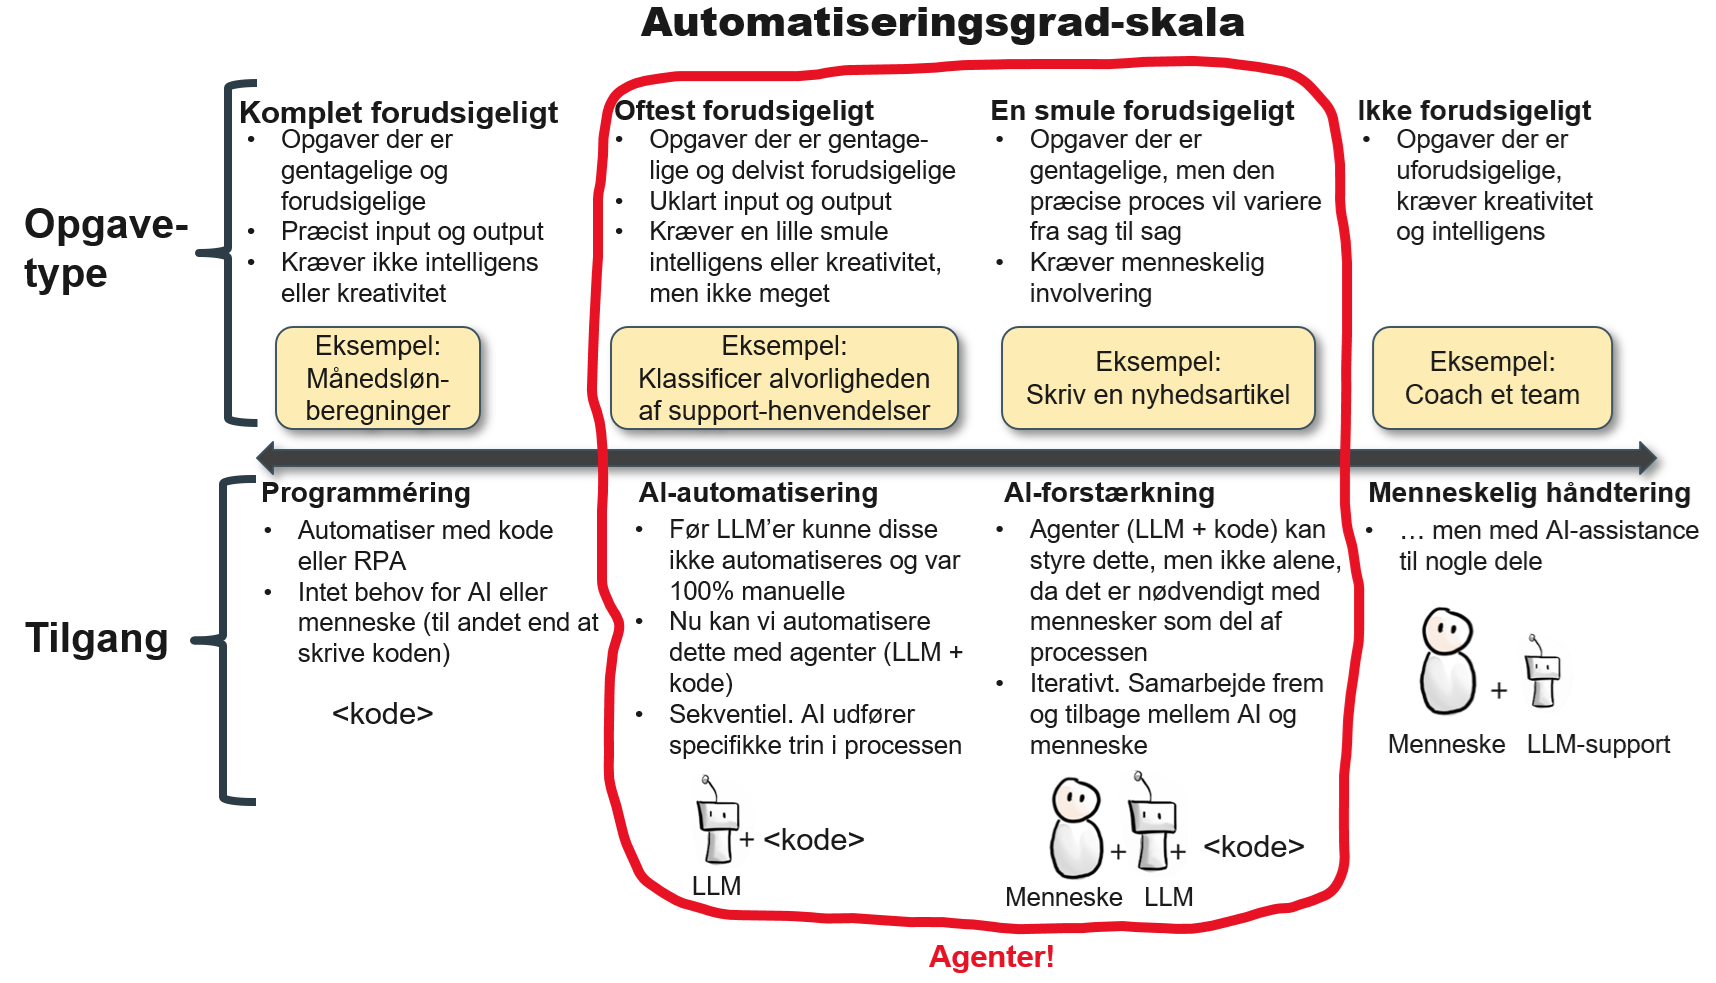 Automatiseringsgrad-skala
Opgave-
type
Komplet forudsigeligt
• Opgaver der er
gentagelige og
forudsigelige
• Præcist input og output
• Kræver ikke intelligens
eller kreativitet
Eksempel:
Månedsløn-
beregninger
Oftest forudsigeligt
• Opgaver der er gentage-
lige og delvist forudsigelige
• Uklart input og output
• Kræver en lille smule
intelligens eller kreativitet,
men ikke meget
Eksempel:
Klassificer alvorligheden
af support-henvendelser
En smule forudsigeligt
• Opgaver der er
gentagelige, men den
præcise proces vil variere
fra sag til sag
• Kræver menneskelig
involvering
Eksempel:
Skriv en nyhedsartikel
Ikke forudsigeligt
• Opgaver der er
uforudsigelige,
kræver kreativitet
og intelligens
Eksempel:
Coach et team
Tilgang
Programméring
• Automatiser med kode
eller RPA
• Intet behov for AI eller
menneske (til andet end at
skrive koden)
<kode>
AI-automatisering
• Før LLM’er kunne disse
ikke automatiseres og var
100% manuelle
• Nu kan vi automatisere
dette med agenter (LLM +
kode)
• Sekventiel. AI udfører
specifikke trin i processen
+ <kode>
LLM
AI-forstærkning
• Agenter (LLM + kode) kan
styre dette, men ikke alene,
da det er nødvendigt med
mennesker som del af
processen
• Iterativt. Samarbejde frem
og tilbage mellem AI og
menneske
+ + <kode>
Menneske LLM
Menneskelig håndtering
• … men med AI-assistance
til nogle dele
+
Menneske LLM-support
Agenter!